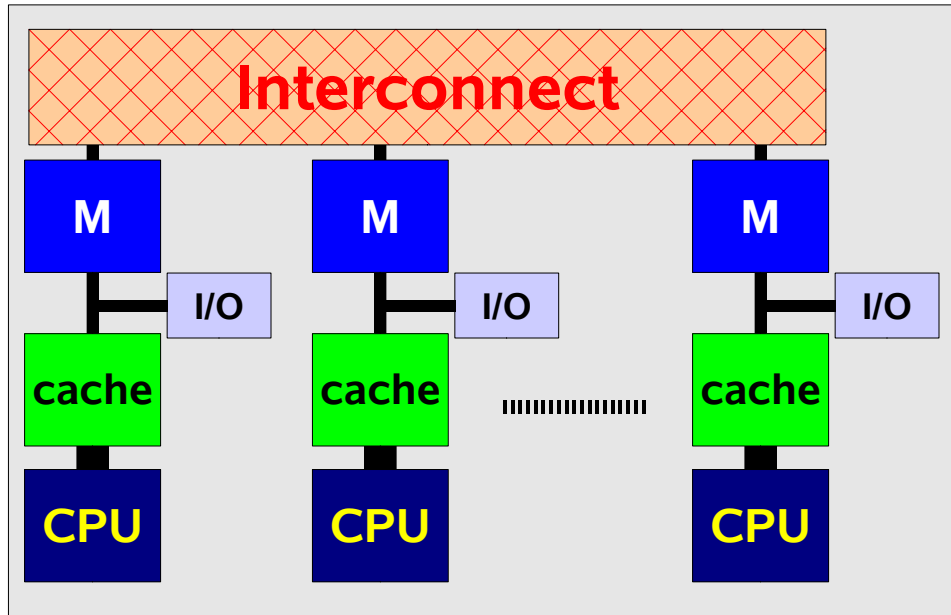 Interconnect
M M M
I/O I/O I/O
cache cache cache
CPU CPU CPU